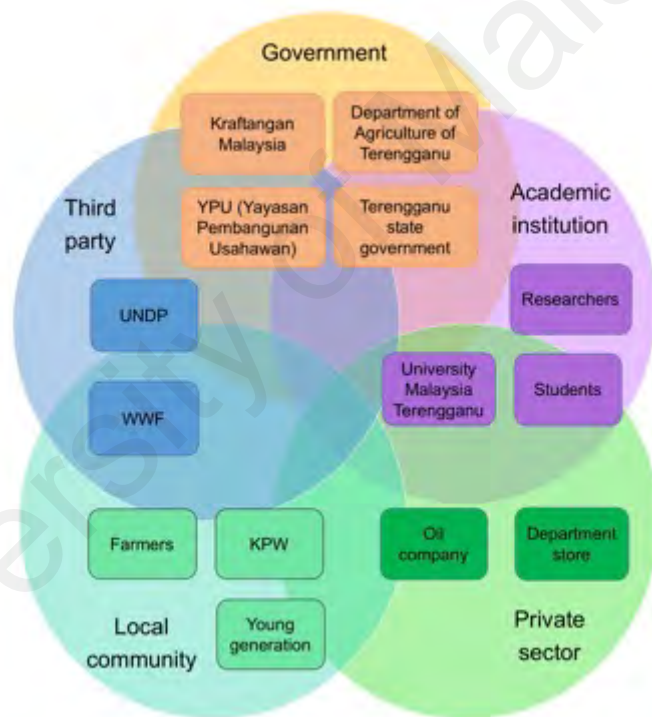 Government
Kraftangan
Malaysia
Department of
Agriculture of
Terengganu
YPU (Yayasan
Pembangunan
Usahawan)
Terengganu
state
government
Third
party
Academic
institution
UNDP
WWF
Researchers
University
Malaysia
Terengganu
Students
Farmers
KPW
Young
generation
Local
community
Oil
company
Department
store
Private
sector